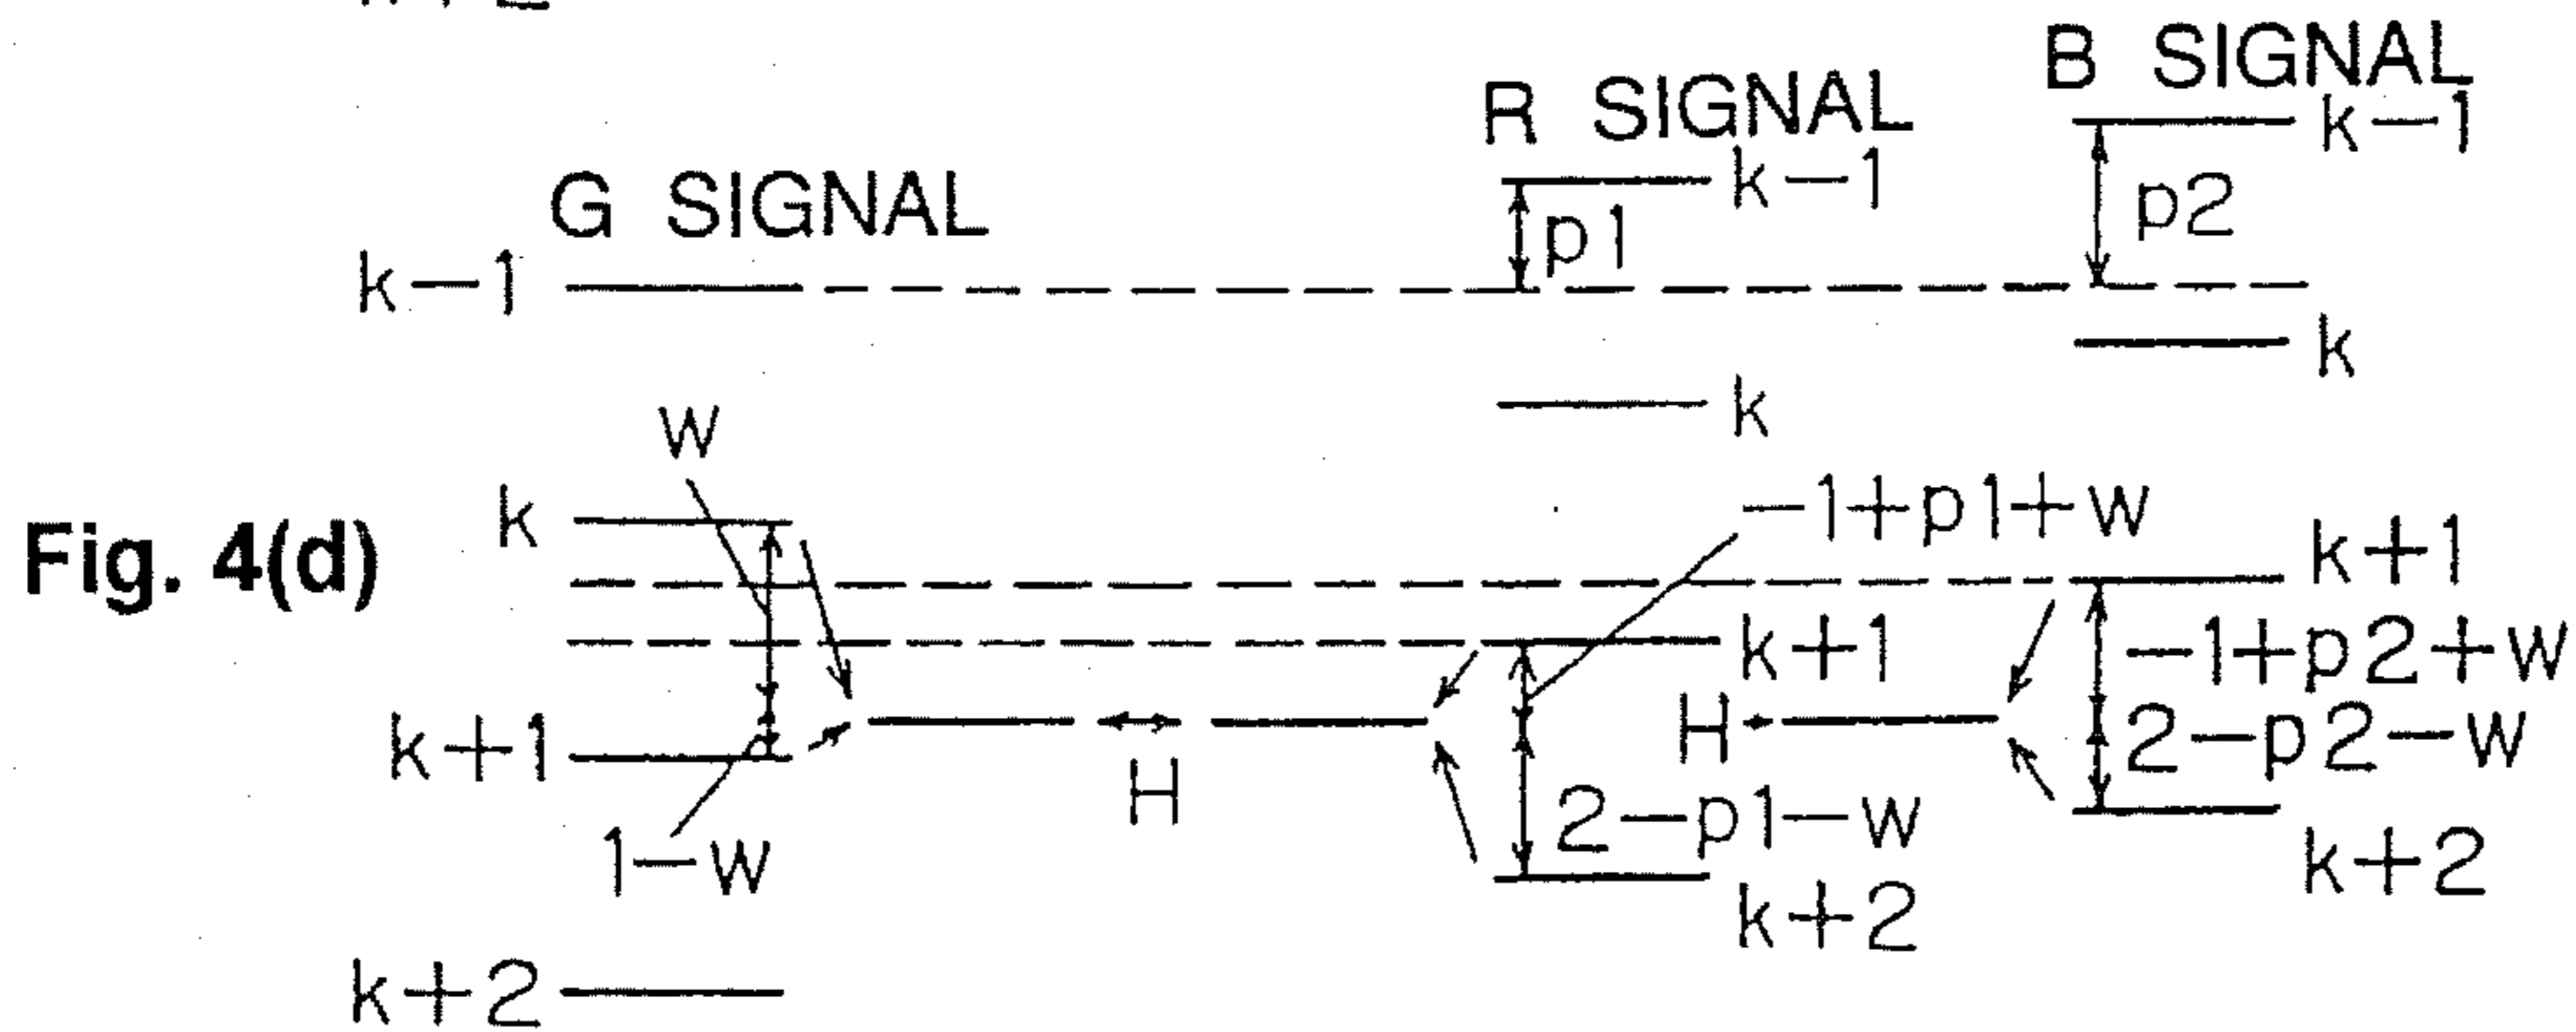 B SIGNAL
R SIGNAL
k−1
G SIGNAL
k−1
p2
p1
k−1
k
k
w
k
−1+p1+w
k+1
Fig. 4(d)
k+1
−1+p2+w
k+1
H
2−p2−w
H
2−p1−w
1−w
k+2
k+2
k+2